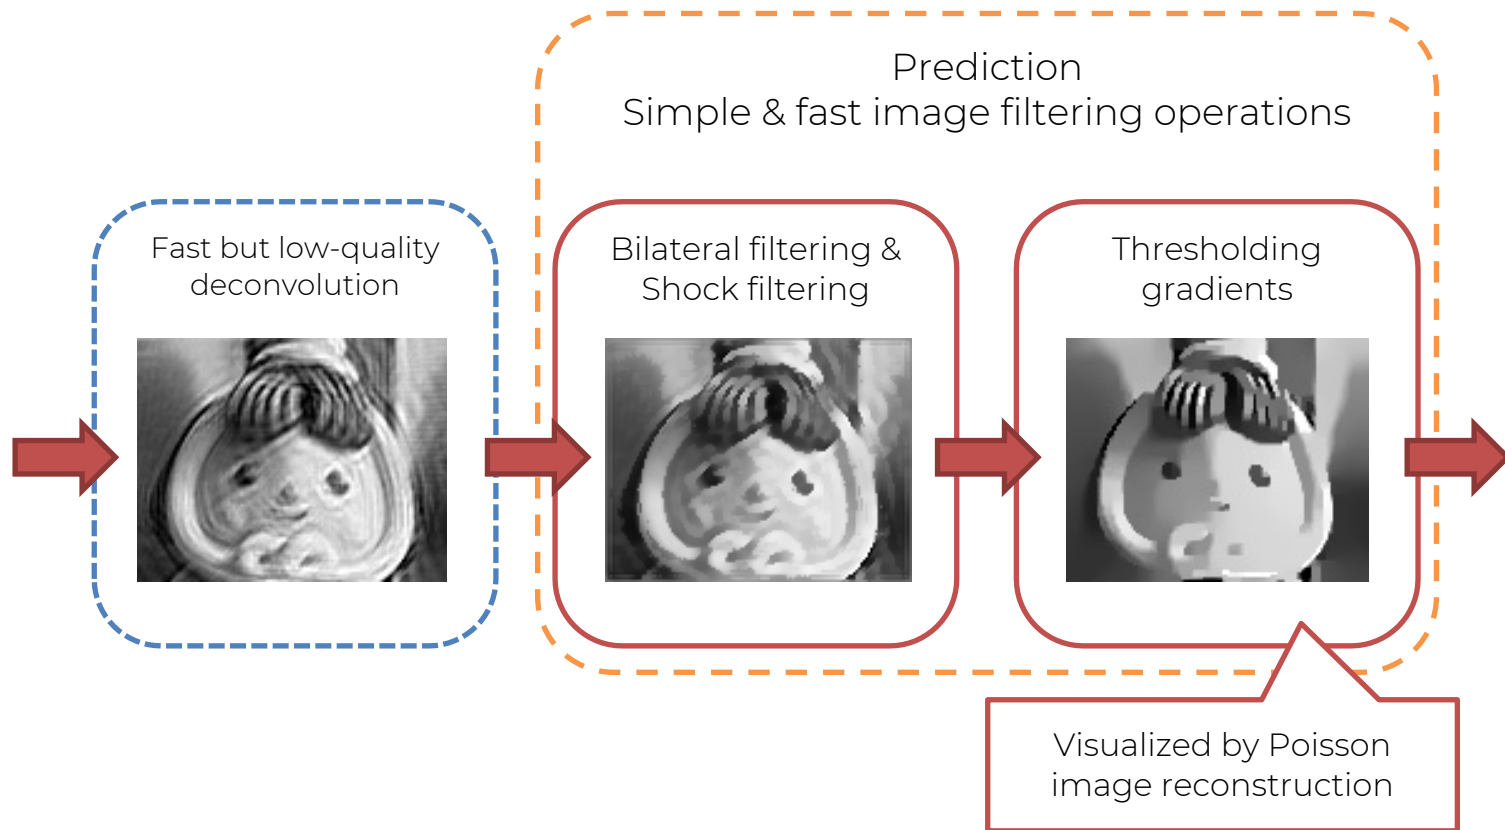 Prediction
Simple & fast image filtering operations
Fast but low-quality
deconvolution
Bilateral filtering &
Shock filtering
Thresholding
gradients
Visualized by Poisson
image reconstruction